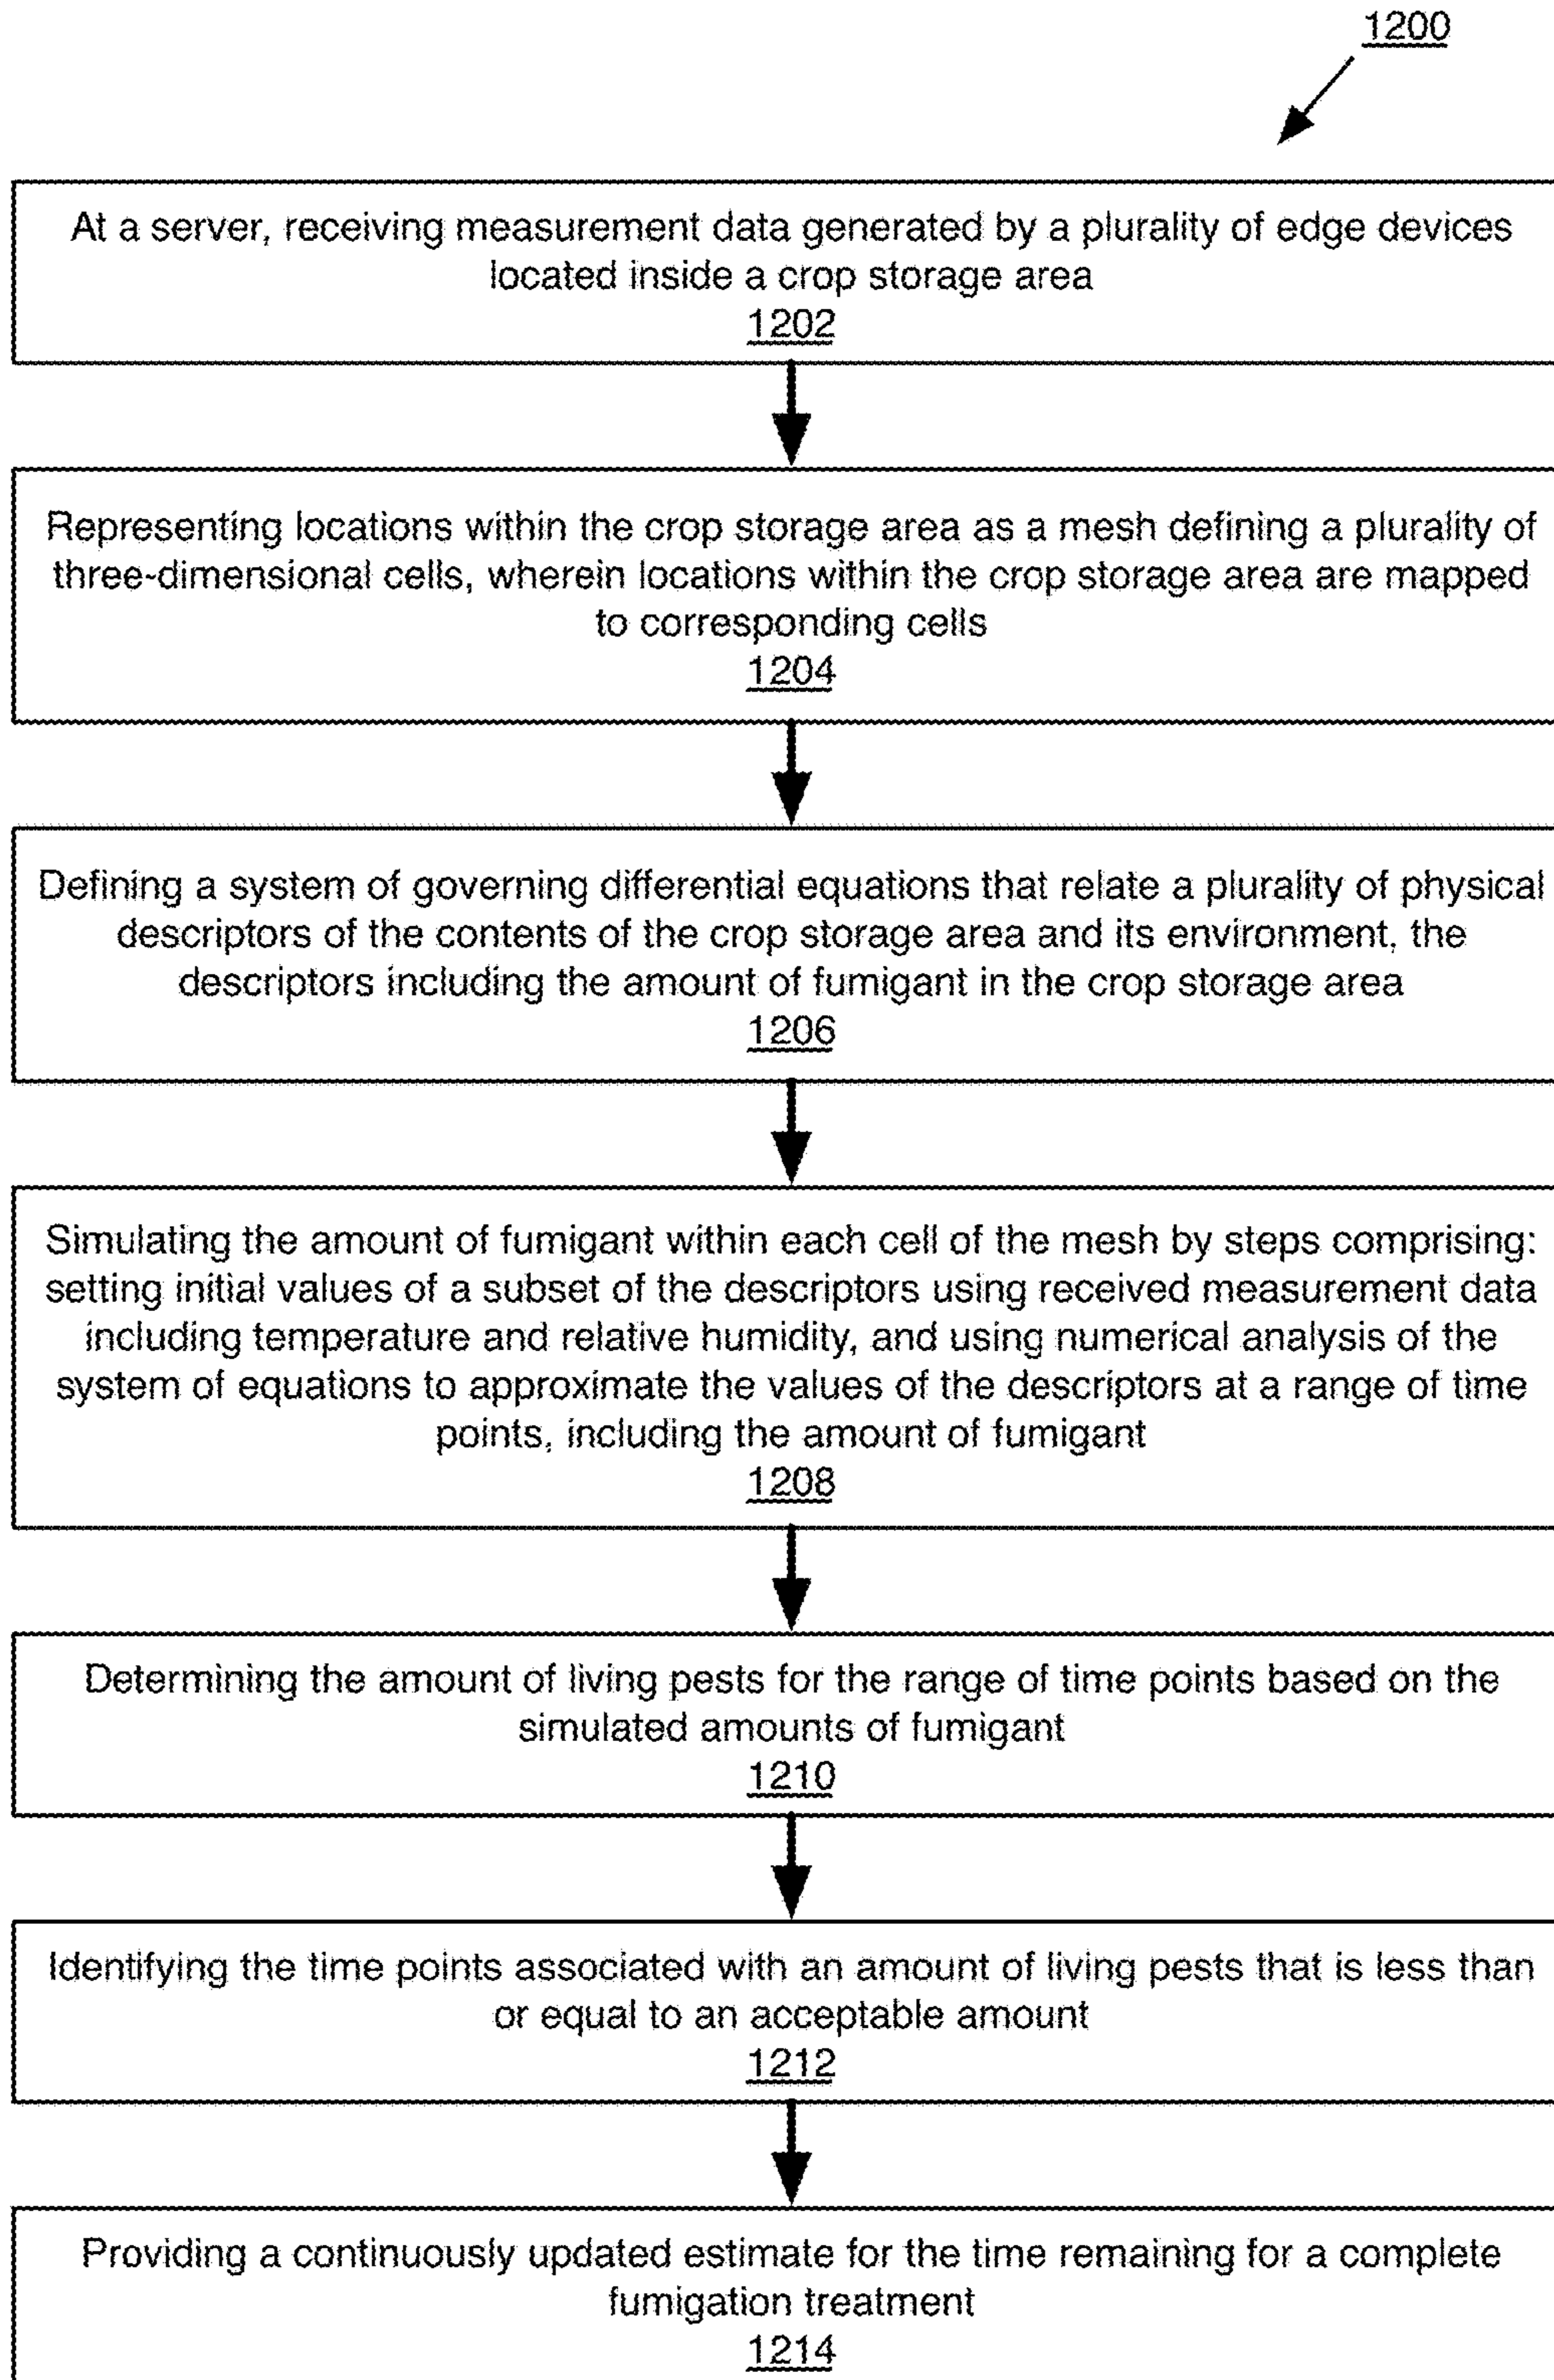 1200
At a server, receiving measurement data generated by a plurality of edge devices
located inside a crop storage area
1202
Representing locations within the crop storage area as a mesh defining a plurality of
three-dimensional cells, wherein locations within the crop storage area are mapped
to corresponding cells
1204
Defining a system of governing differential equations that relate a plurality of physical
descriptors of the contents of the crop storage area and its environment, the
descriptors including the amount of fumigant in the crop storage area
1206
Simulating the amount of fumigant within each cell of the mesh by steps comprising:
setting initial values of a subset of the descriptors using received measurement data
including temperature and relative humidity, and using numerical analysis of the
system of equations to approximate the values of the descriptors at a range of time
points, including the amount of fumigant
1208
Determining the amount of living pests for the range of time points based on the
simulated amounts of fumigant
1210
Identifying the time points associated with an amount of living pests that is less than
or equal to an acceptable amount
1212
Providing a continuously updated estimate for the time remaining for a complete
fumigation treatment
1214